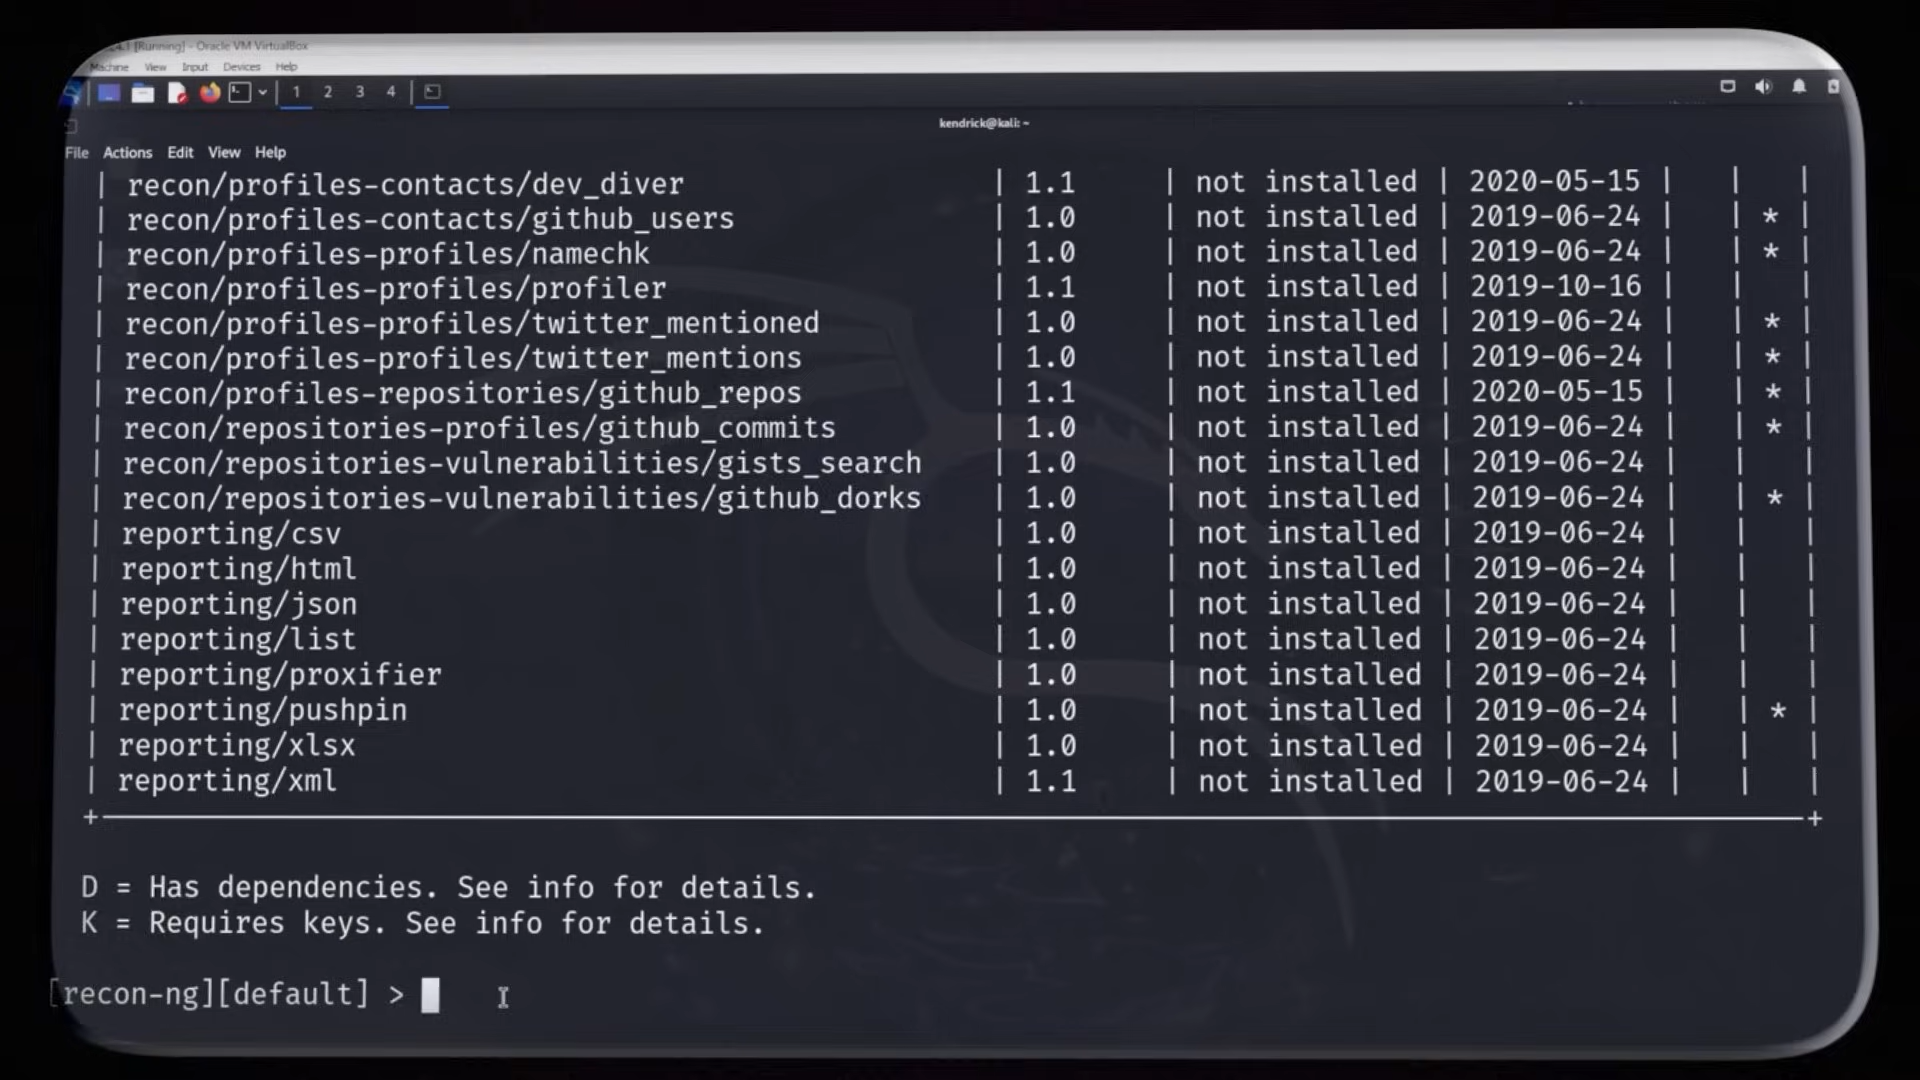 [Running] - Oracle VM VirtualBox
Machine View Input Devices Help
1 2 3 4
kendrick@kali: ~
File Actions Edit View Help
| recon/profiles-contacts/dev_diver | 1.1 | not installed | 2020-05-15 | | |
| recon/profiles-contacts/github_users | 1.0 | not installed | 2019-06-24 | | * |
| recon/profiles-profiles/namechk | 1.0 | not installed | 2019-06-24 | | * |
| recon/profiles-profiles/profiler | 1.1 | not installed | 2019-10-16 | | |
| recon/profiles-profiles/twitter_mentioned | 1.0 | not installed | 2019-06-24 | | * |
| recon/profiles-profiles/twitter_mentions | 1.0 | not installed | 2019-06-24 | | * |
| recon/profiles-repositories/github_repos | 1.1 | not installed | 2020-05-15 | | * |
| recon/repositories-profiles/github_commits | 1.0 | not installed | 2019-06-24 | | * |
| recon/repositories-vulnerabilities/gists_search | 1.0 | not installed | 2019-06-24 | | |
| recon/repositories-vulnerabilities/github_dorks | 1.0 | not installed | 2019-06-24 | | * |
| reporting/csv | 1.0 | not installed | 2019-06-24 | | |
| reporting/html | 1.0 | not installed | 2019-06-24 | | |
| reporting/json | 1.0 | not installed | 2019-06-24 | | |
| reporting/list | 1.0 | not installed | 2019-06-24 | | |
| reporting/proxifier | 1.0 | not installed | 2019-06-24 | | |
| reporting/pushpin | 1.0 | not installed | 2019-06-24 | | * |
| reporting/xlsx | 1.0 | not installed | 2019-06-24 | | |
| reporting/xml | 1.1 | not installed | 2019-06-24 | | |
D = Has dependencies. See info for details.
K = Requires keys. See info for details.
[recon-ng][default] >